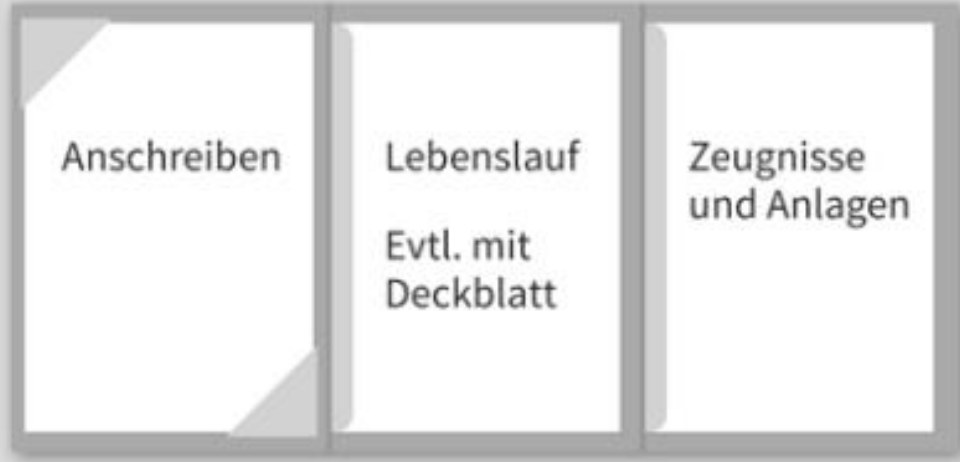 Anschreiben
Lebenslauf
Evtl. mit
Deckblatt
Zeugnisse
und Anlagen